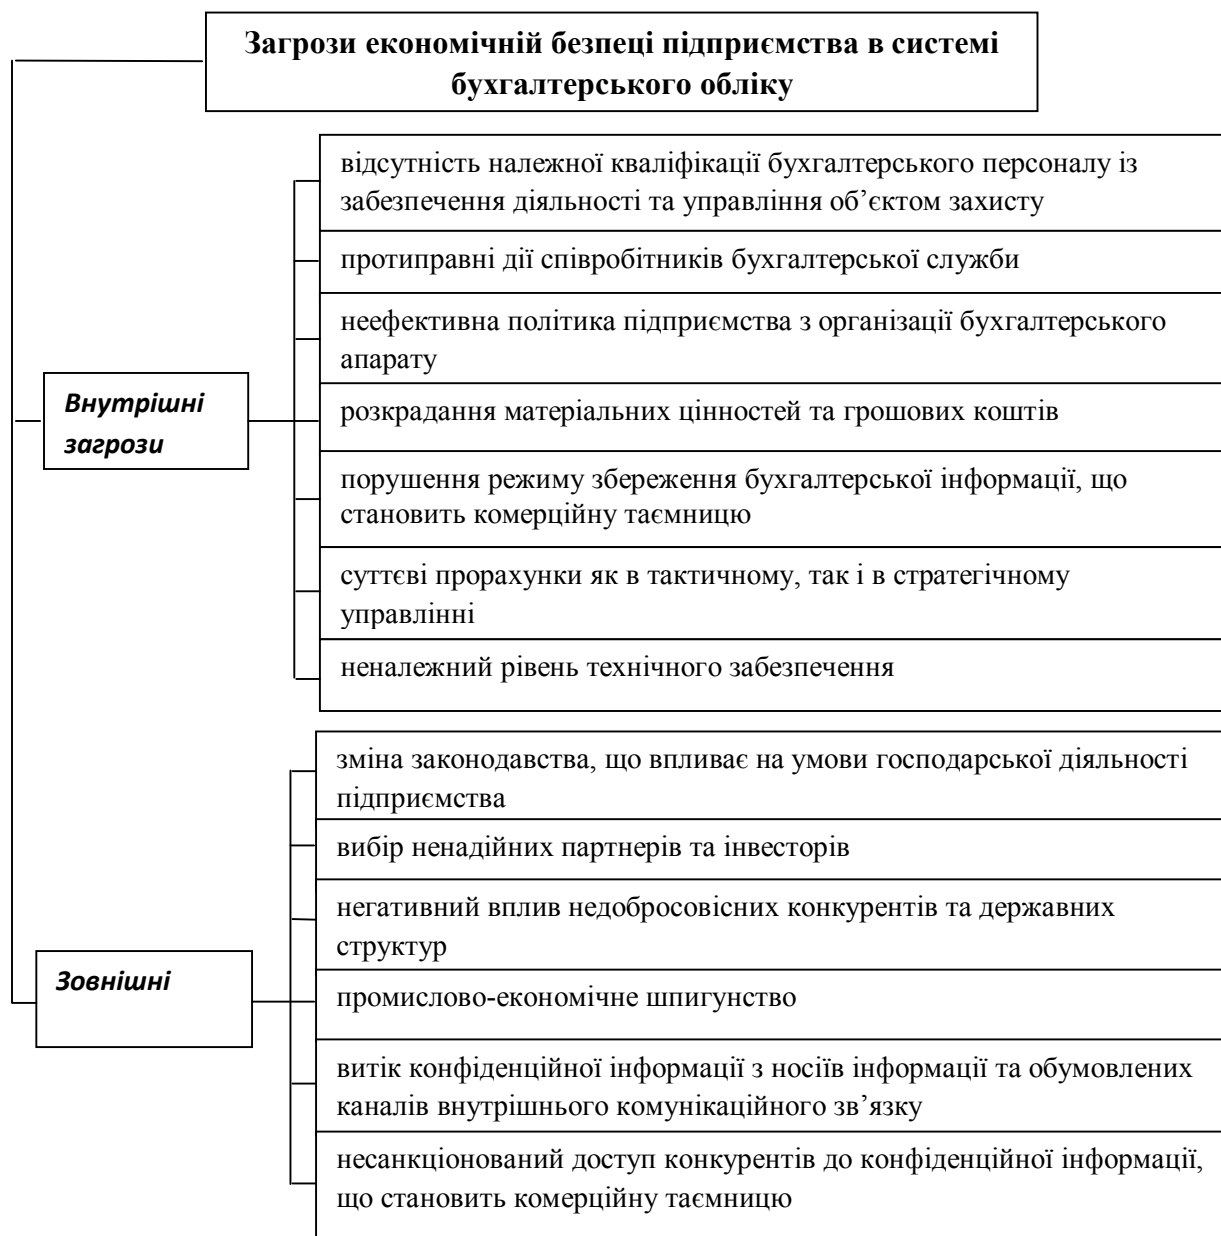 Загрози економічній безпеці підприємства в системі
бухгалтерського обліку
відсутність належної кваліфікації бухгалтерського персоналу із
забезпечення діяльності та управління об’єктом захисту
протиправні дії співробітників бухгалтерської служби
неефективна політика підприємства з організації бухгалтерського
апарату
Внутрішні
загрози
розкрадання матеріальних цінностей та грошових коштів
порушення режиму збереження бухгалтерської інформації, що
становить комерційну таємницю
суттєві прорахунки як в тактичному, так і в стратегічному
управлінні
неналежний рівень технічного забезпечення
зміна законодавства, що впливає на умови господарської діяльності
підприємства
вибір ненадійних партнерів та інвесторів
негативний вплив недобросовісних конкурентів та державних
структур
Зовнішні
промислово-економічне шпигунство
витік конфіденційної інформації з носіїв інформації та обумовлених
каналів внутрішнього комунікаційного зв’язку
несанкціонований доступ конкурентів до конфіденційної інформації,
що становить комерційну таємницю